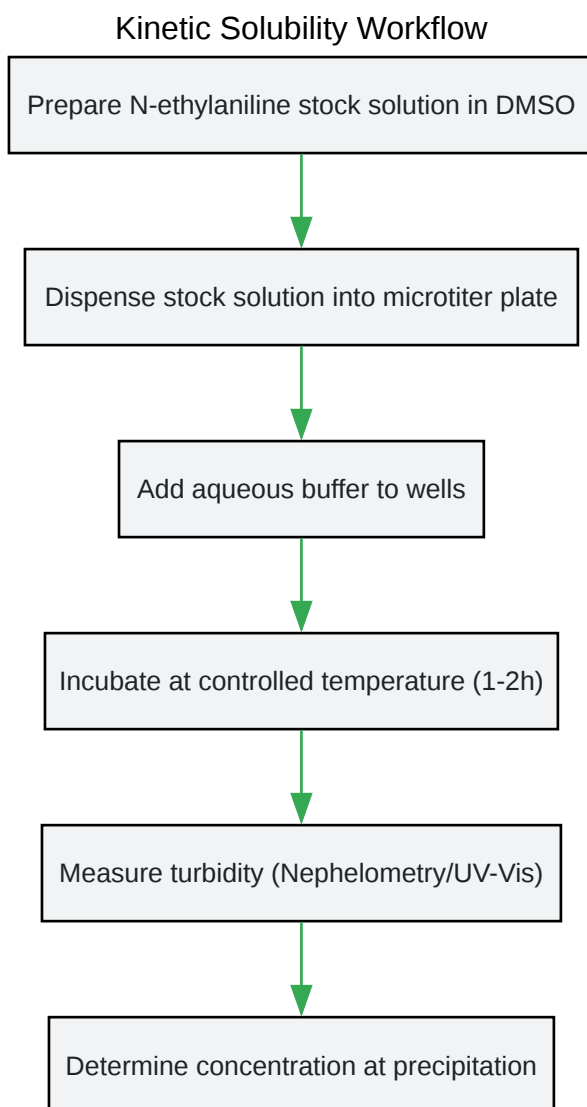 Kinetic Solubility Workflow
Prepare N-ethylaniline stock solution in DMSO
Dispense stock solution into microtiter plate
Add aqueous buffer to wells
Incubate at controlled temperature (1-2h)
Measure turbidity (Nephelometry/UV-Vis)
Determine concentration at precipitation